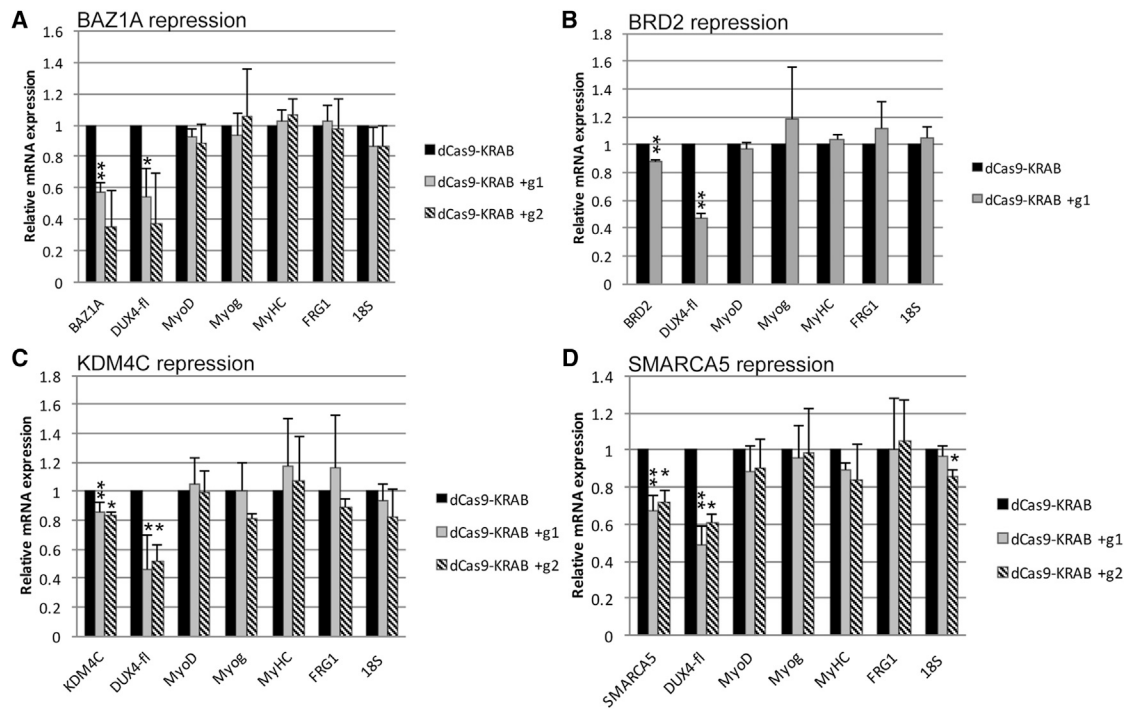 A BAZ1A repression
Relative mRNA expression
1.6
1.4
1.2
1
0.8
0.6
0.4
0.2
0
**
*
BAZ1A
DUX4-fl
MyoD
Myog
MyHC
FRG1
18S
dCas9-KRAB
dCas9-KRAB +g1
dCas9-KRAB +g2
B BRD2 repression
Relative mRNA expression
1.8
1.6
1.4
1.2
1
0.8
0.6
0.4
0.2
0
**
**
BRD2
DUX4-fl
MyoD
Myog
MyHC
FRG1
18S
dCas9-KRAB
dCas9-KRAB +g1
C KDM4C repression
Relative mRNA expression
1.8
1.6
1.4
1.2
1
0.8
0.6
0.4
0.2
0
**
*
*
*
KDM4C
DUX4-fl
MyoD
Myog
MyHC
FRG1
18S
dCas9-KRAB
dCas9-KRAB +g1
dCas9-KRAB +g2
D SMARCA5 repression
Relative mRNA expression
1.4
1.2
1
0.8
0.6
0.4
0.2
0
**
*
**
*
*
SMARCA5
DUX4-fl
MyoD
Myog
MyHC
FRG1
18S
dCas9-KRAB
dCas9-KRAB +g1
dCas9-KRAB +g2